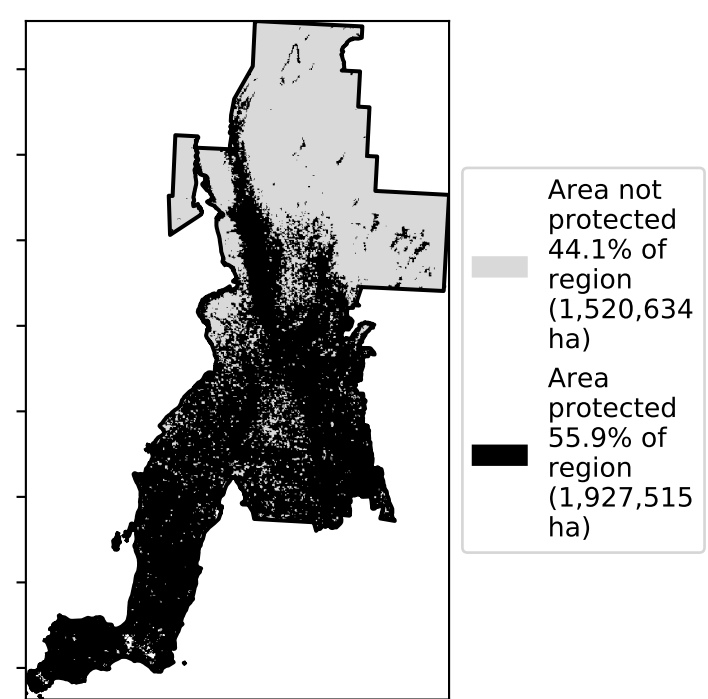 Area not
protected
44.1% of
region
(1,520,634
ha)
Area
protected
55.9% of
region
(1,927,515
ha)